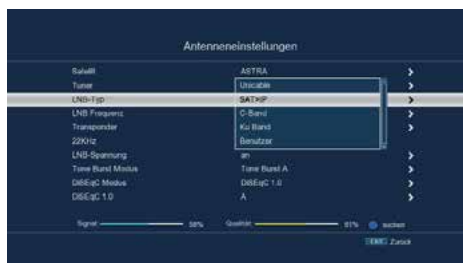 Antenneneinstellungen
Satellit ASTRA
Tuner Unicable
LNB-Typ SAT>IP
LNB Frequenz C-Band
Transponder Ku Band
22KHz Benutzer
LNB-Spannung an
Tone Burst Modus Tone Burst A
DiSEqC Modus DiSEqC 1.0
DiSEqC 1.0 A
Signal: 58% Qualität: 81% suchen
EXIT Zurück